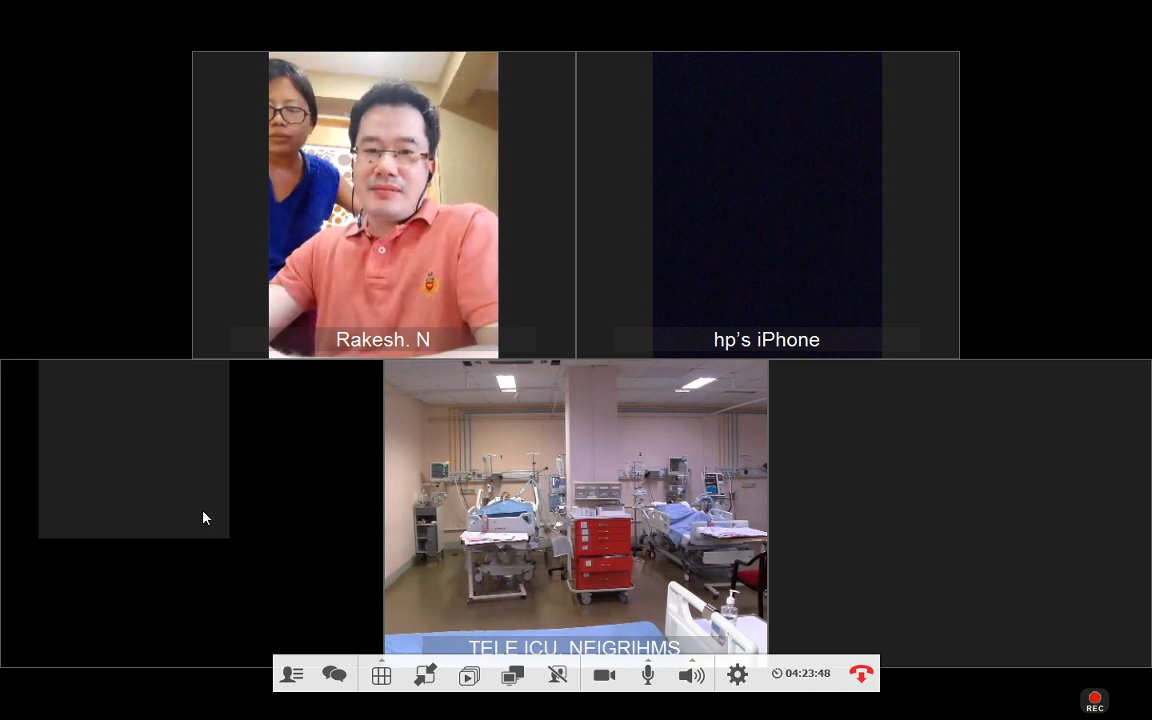 Rakesh. N
hp's iPhone
TELE ICU, NEIGRIHMS
04:23:48
REC